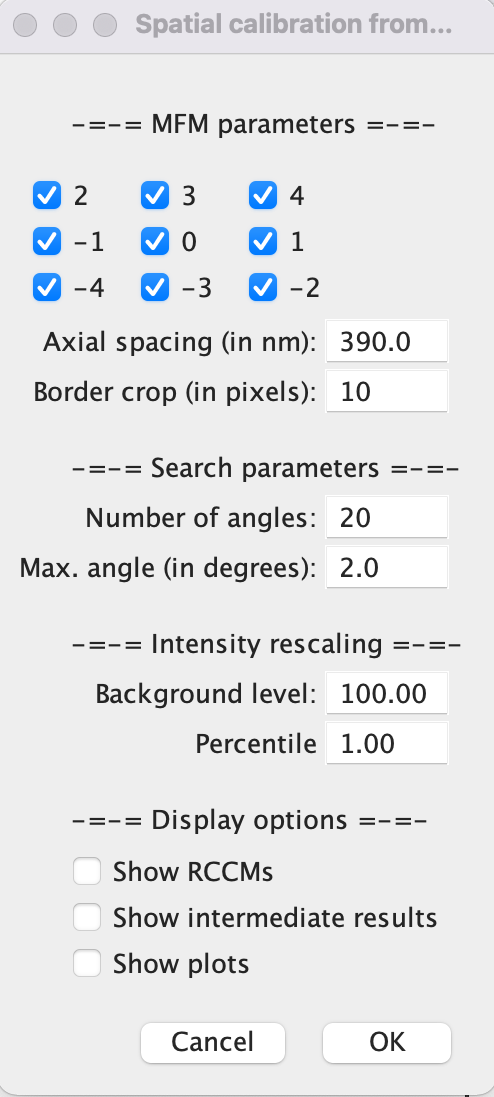 Spatial calibration from...
-=-= MFM parameters =-=-
2 3 4
-1 0 1
-4 -3 -2
Axial spacing (in nm): 390.0
Border crop (in pixels): 10
-=-= Search parameters =-=-
Number of angles: 20
Max. angle (in degrees): 2.0
-=-= Intensity rescaling =-=-
Background level: 100.00
Percentile 1.00
-=-= Display options =-=-
Show RCCMs
Show intermediate results
Show plots
Cancel OK